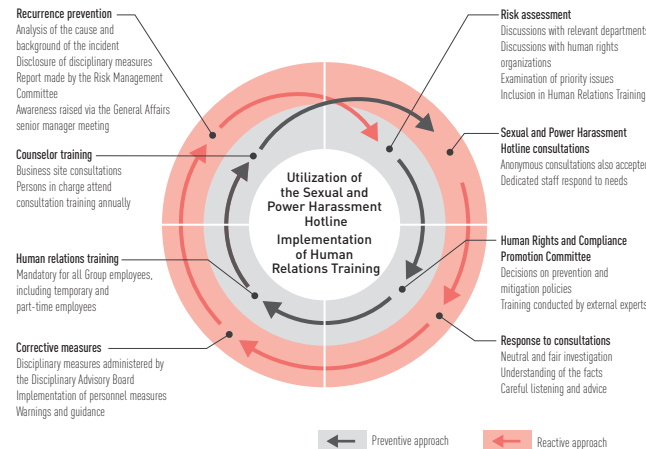 Recurrence prevention
Analysis of the cause and
background of the incident
Disclosure of disciplinary measures
Report made by the Risk Management
Committee
Awareness raised via the General Affairs
senior manager meeting
Counselor training
Business site consultations
Persons in charge attend
consultation training annually
Human relations training
Mandatory for all Group employees,
including temporary and
part-time employees
Corrective measures
Disciplinary measures administered by
the Disciplinary Advisory Board
Implementation of personnel measures
Warnings and guidance
Utilization of
the Sexual and
Power Harassment
Hotline
Implementation
of Human
Relations Training
Risk assessment
Discussions with relevant departments
Discussions with human rights
organizations
Examination of priority issues
Inclusion in Human Relations Training
Sexual and Power Harassment
Hotline consultations
Anonymous consultations also accepted
Dedicated staff respond to needs
Human Rights and Compliance
Promotion Committee
Decisions on prevention and
mitigation policies
Training conducted by external experts
Response to consultations
Neutral and fair investigation
Understanding of the facts
Careful listening and advice
Preventive approach
Reactive approach